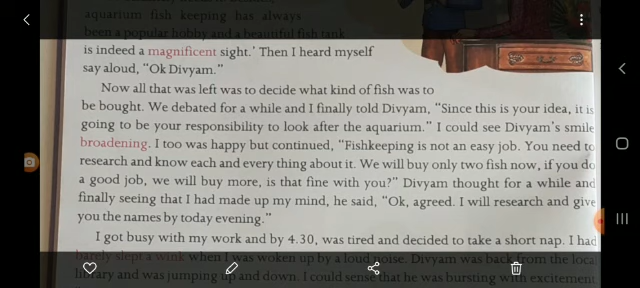 aquarium fish keeping has always
been a popular hobby and a beautiful fish tank
is indeed a magnificent sight.' Then I heard myself
say aloud, "Ok Divyam."
Now all that was left was to decide what kind of fish was to
be bought. We debated for a while and I finally told Divyam, "Since this is your idea, it is
going to be your responsibility to look after the aquarium." I could see Divyam's smile
broadening. I too was happy but continued, "Fishkeeping is not an easy job. You need to
research and know each and every thing about it. We will buy only two fish now, if you do
a good job, we will buy more, is that fine with you?" Divyam thought for a while and
finally seeing that I had made up my mind, he said, "Ok, agreed. I will research and give
you the names by today evening."
I got busy with my work and by 4.30, was tired and decided to take a short nap. I had
barely slept a wink when I was woken up by a loud noise. Divyam was back from the loca
library and was jumping up and down. I could sense that he was bursting with excitement